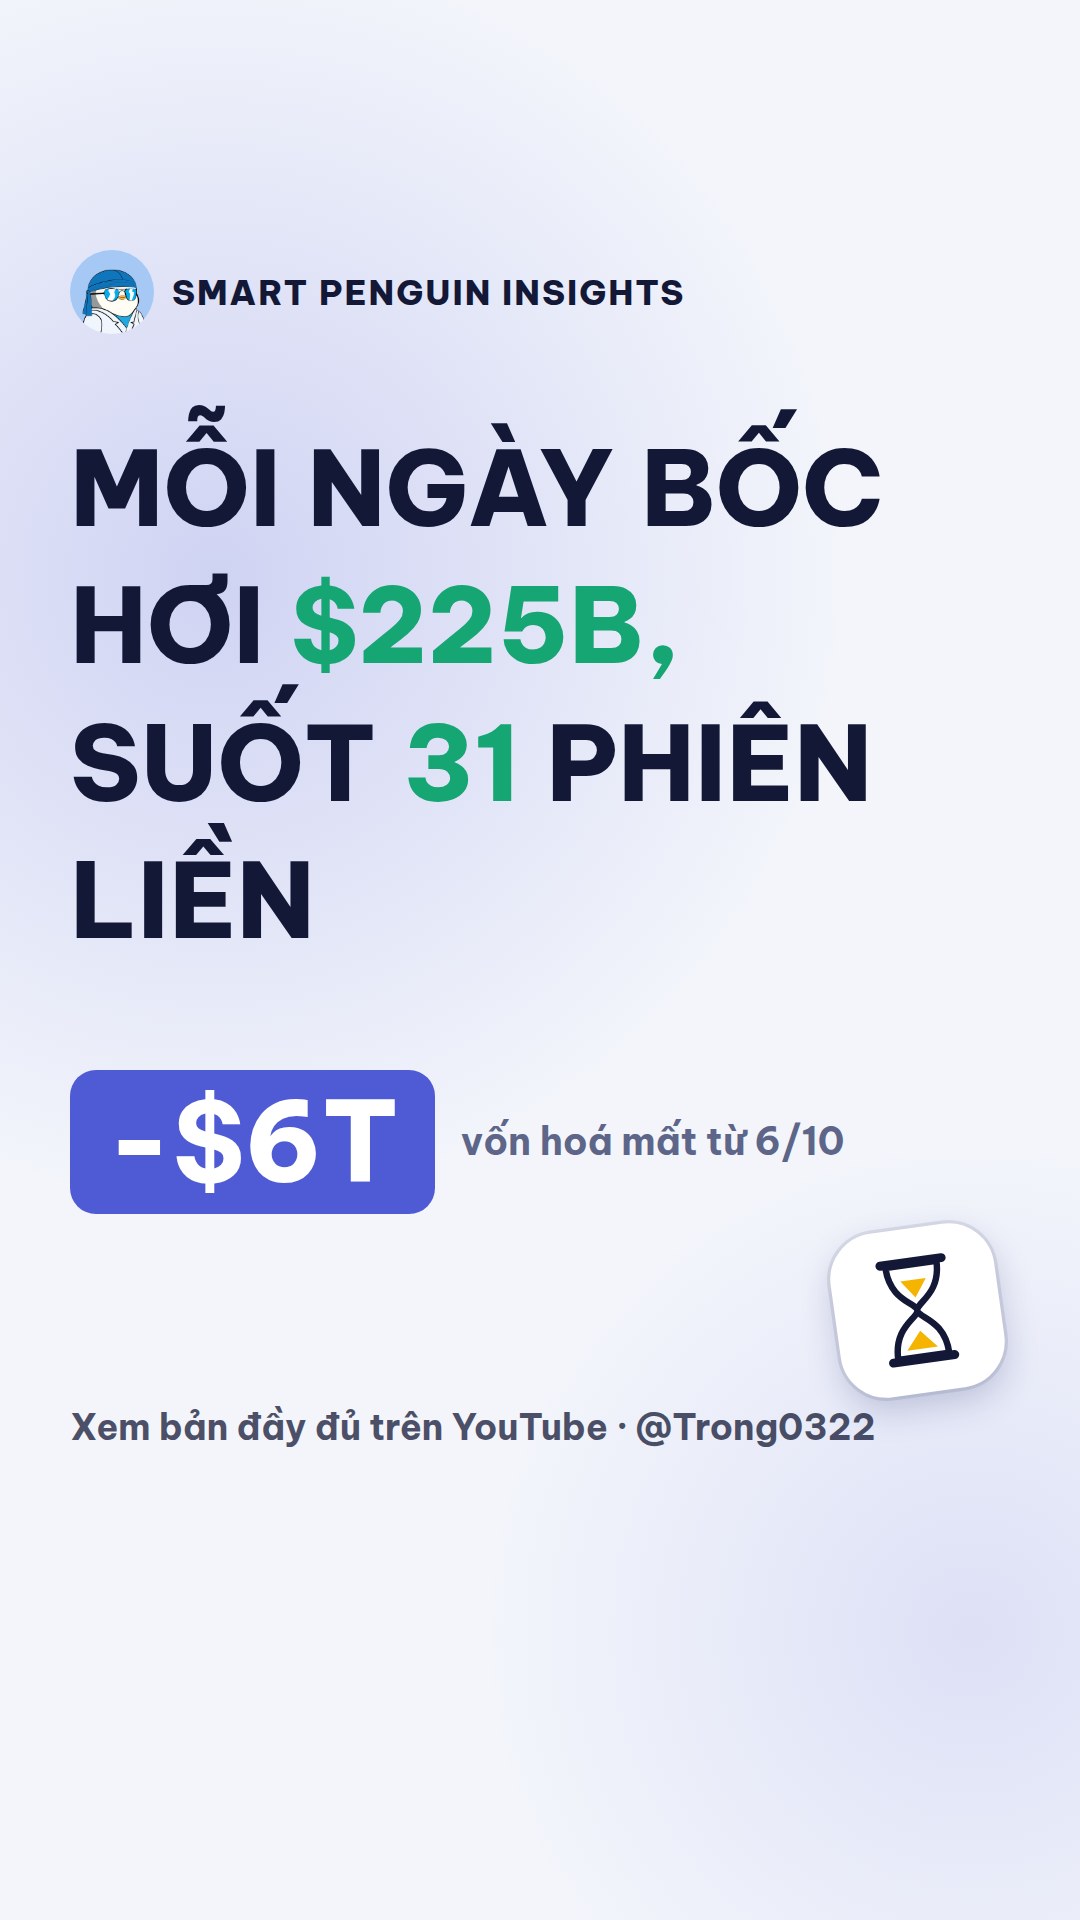 SMART PENGUIN INSIGHTS
MỖI NGÀY BỐC
HƠI $225B,
SUỐT 31 PHIÊN
LIỀN
-$6T
vốn hoá mất từ 6/10
Xem bản đầy đủ trên YouTube · @Trong0322